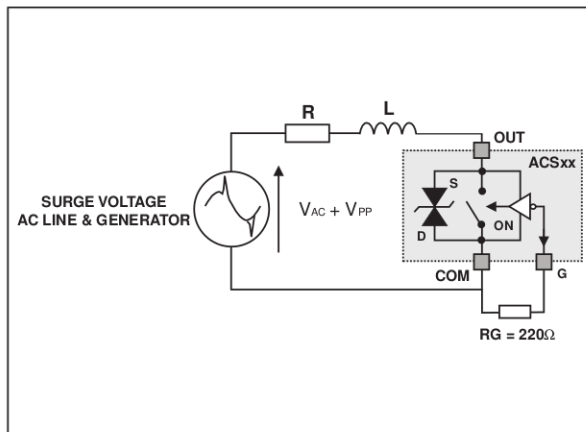 R
L
OUT
ACSxx
S
SURGE VOLTAGE
AC LINE & GENERATOR
VAC + VPP
ON
D
COM
G
RG = 220Ω